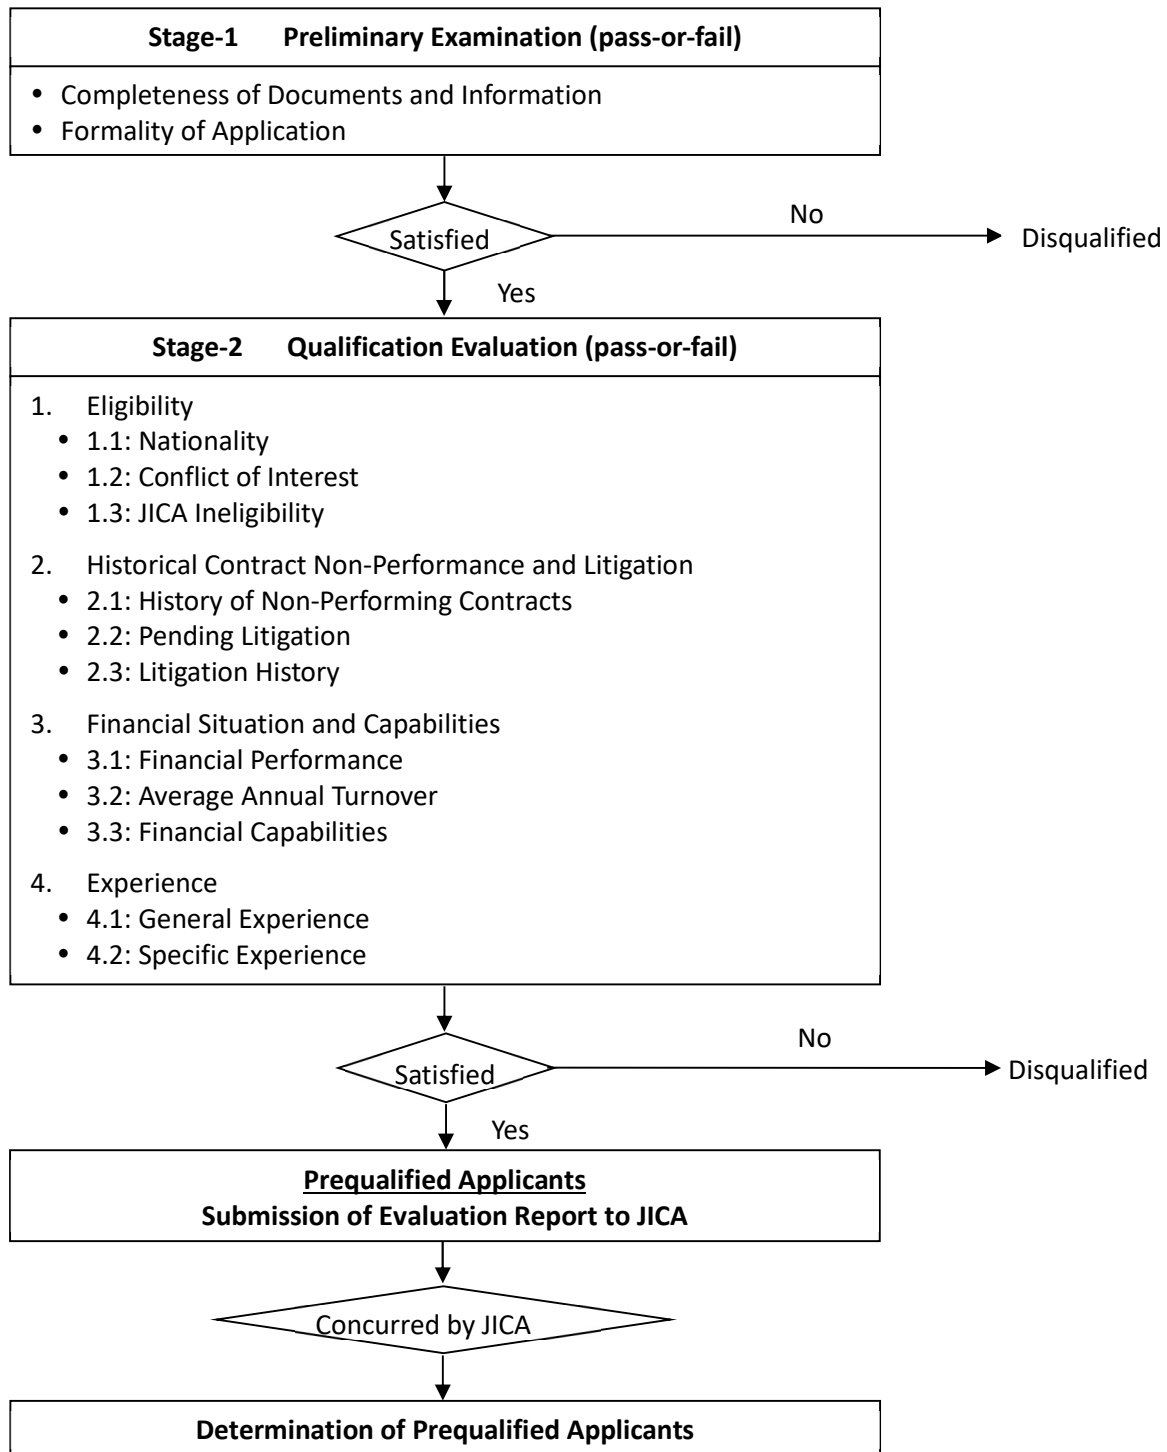 Stage-1 Preliminary Examination (pass-or-fail)
• Completeness of Documents and Information
• Formality of Application
Satisfied
No
Disqualified
Yes
Stage-2 Qualification Evaluation (pass-or-fail)
1. Eligibility
• 1.1: Nationality
• 1.2: Conflict of Interest
• 1.3: JICA Ineligibility
2. Historical Contract Non-Performance and Litigation
• 2.1: History of Non-Performing Contracts
• 2.2: Pending Litigation
• 2.3: Litigation History
3. Financial Situation and Capabilities
• 3.1: Financial Performance
• 3.2: Average Annual Turnover
• 3.3: Financial Capabilities
4. Experience
• 4.1: General Experience
• 4.2: Specific Experience
Satisfied
No
Disqualified
Yes
Prequalified Applicants
Submission of Evaluation Report to JICA
Concurred by JICA
Determination of Prequalified Applicants